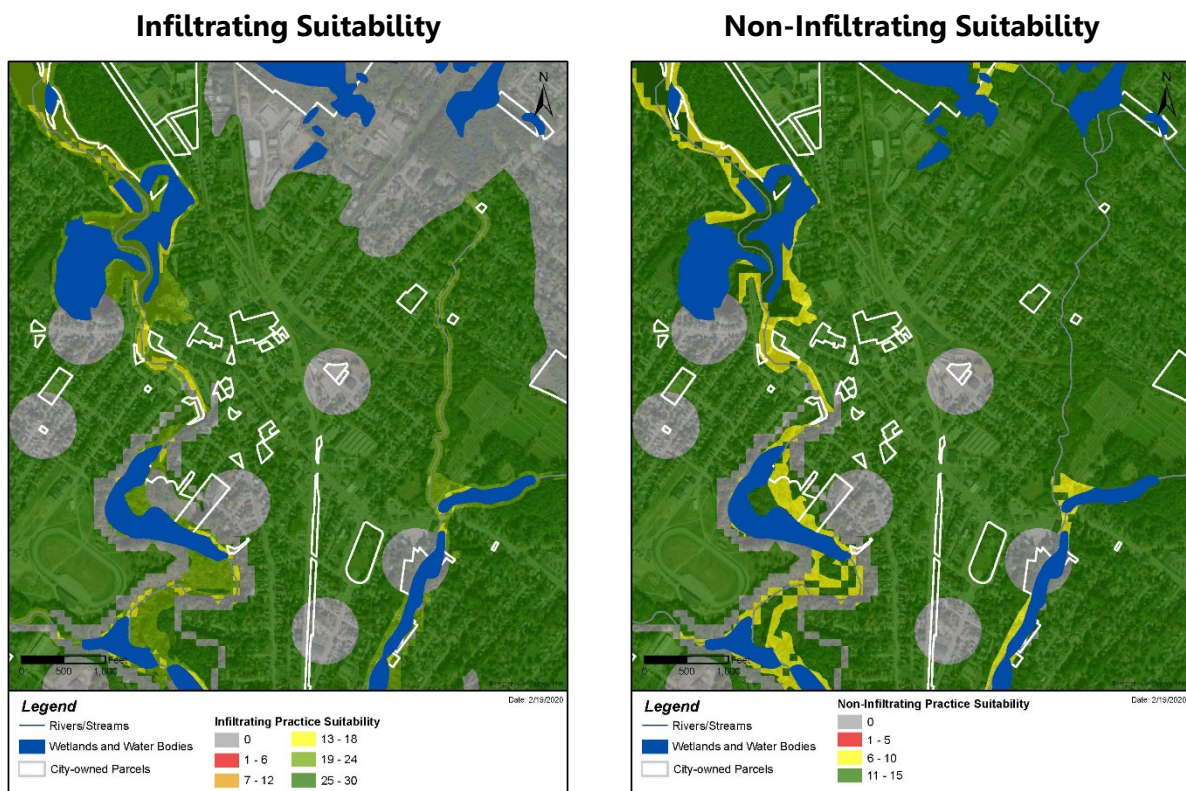 Infiltrating Suitability
N
0 500 1,000
Feet
Date: 2/19/2020
Legend
Rivers/Streams
Wetlands and Water Bodies
City-owned Parcels
Infiltrating Practice Suitability
0
1 - 6
7 - 12
13 - 18
19 - 24
25 - 30
Non-Infiltrating Suitability
N
0 500 1,000
Feet
Date: 2/19/2020
Legend
Rivers/Streams
Wetlands and Water Bodies
City-owned Parcels
Non-Infiltrating Practice Suitability
0
1 - 5
6 - 10
11 - 15